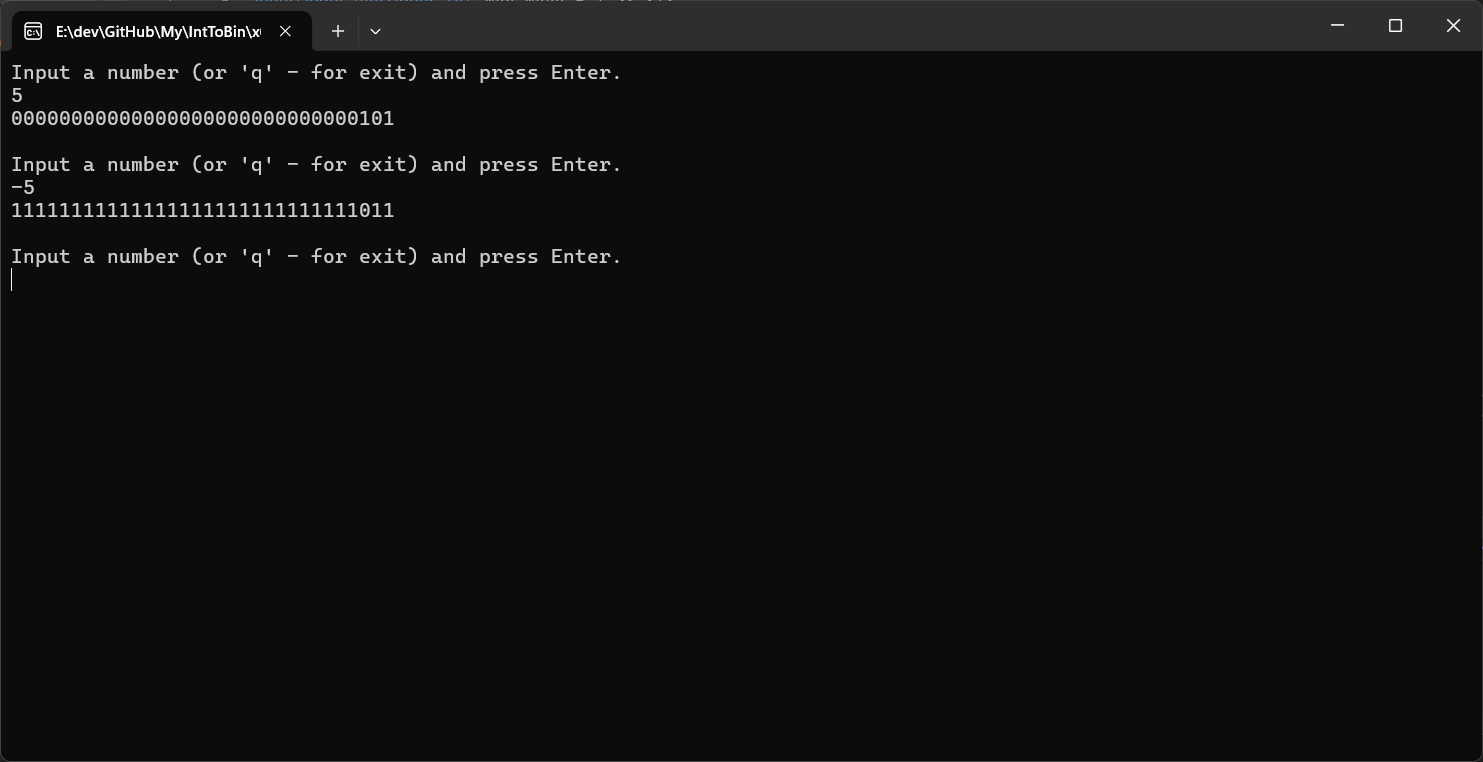 E:\dev\GitHub\My\IntToBin\x
Input a number (or 'q' - for exit) and press Enter.
5
00000000000000000000000000000101
Input a number (or 'q' - for exit) and press Enter.
-5
11111111111111111111111111111011
Input a number (or 'q' - for exit) and press Enter.